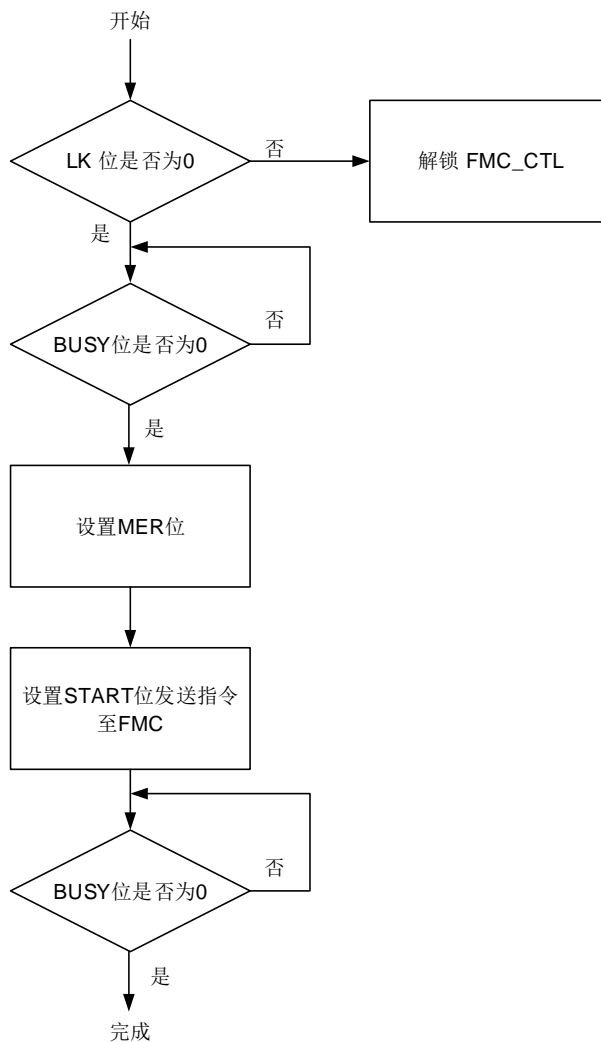 开始
LK 位是否为0
否
解锁 FMC_CTL
是
否
BUSY位是否为0
是
设置MER位
设置START位发送指令
至FMC
否
BUSY位是否为0
是
完成